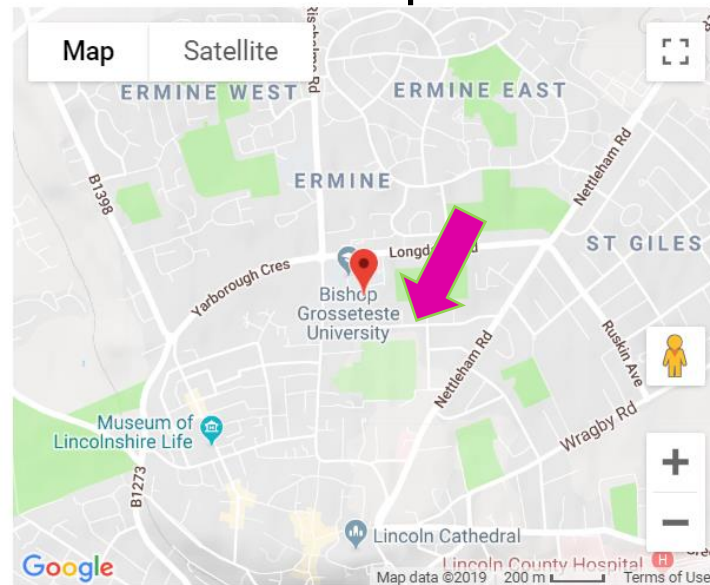 Map
Satellite
Riseholme Rd
ERMINE WEST
ERMINE EAST
Nettleham Rd
B1398
ERMINE
ST GILES
Yarborough Cres
Bishop
Grosseteste
University
Nettleham Rd
Ruskin Ave
Wragby Rd
Museum of
Lincolnshire Life
B1273
Lincoln Cathedral
Lincoln County Hospital
H
Google
Map data ©2019
200 m
Terms of Use